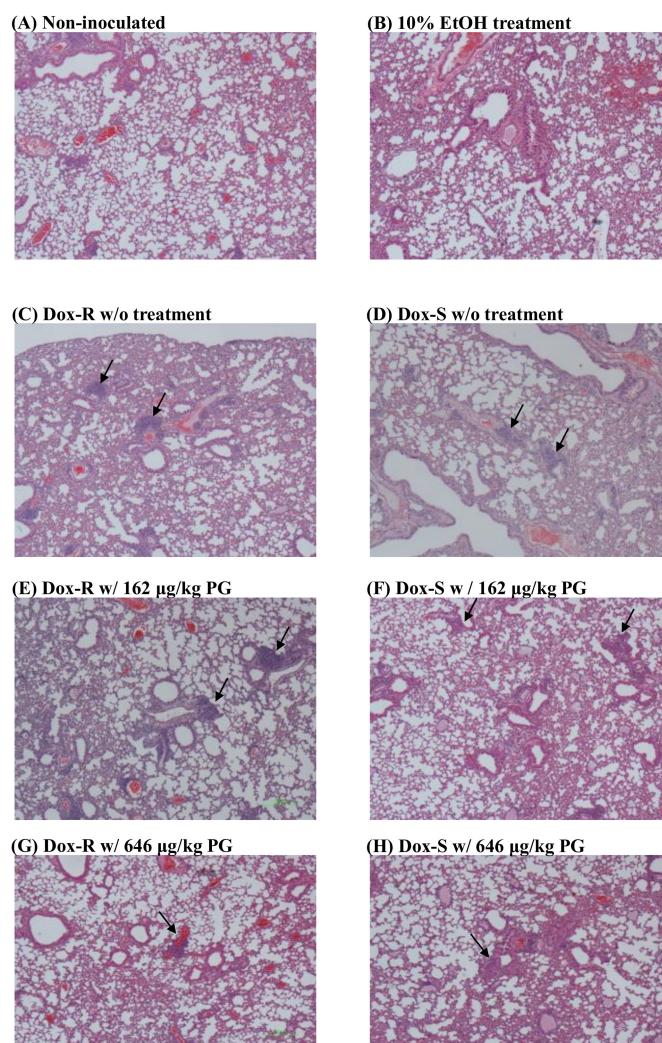 (A) Non-inoculated
(B) 10% EtOH treatment
(C) Dox-R w/o treatment
(D) Dox-S w/o treatment
(E) Dox-R w/ 162 µg/kg PG
(F) Dox-S w / 162 µg/kg PG
(G) Dox-R w/ 646 µg/kg PG
(H) Dox-S w/ 646 µg/kg PG